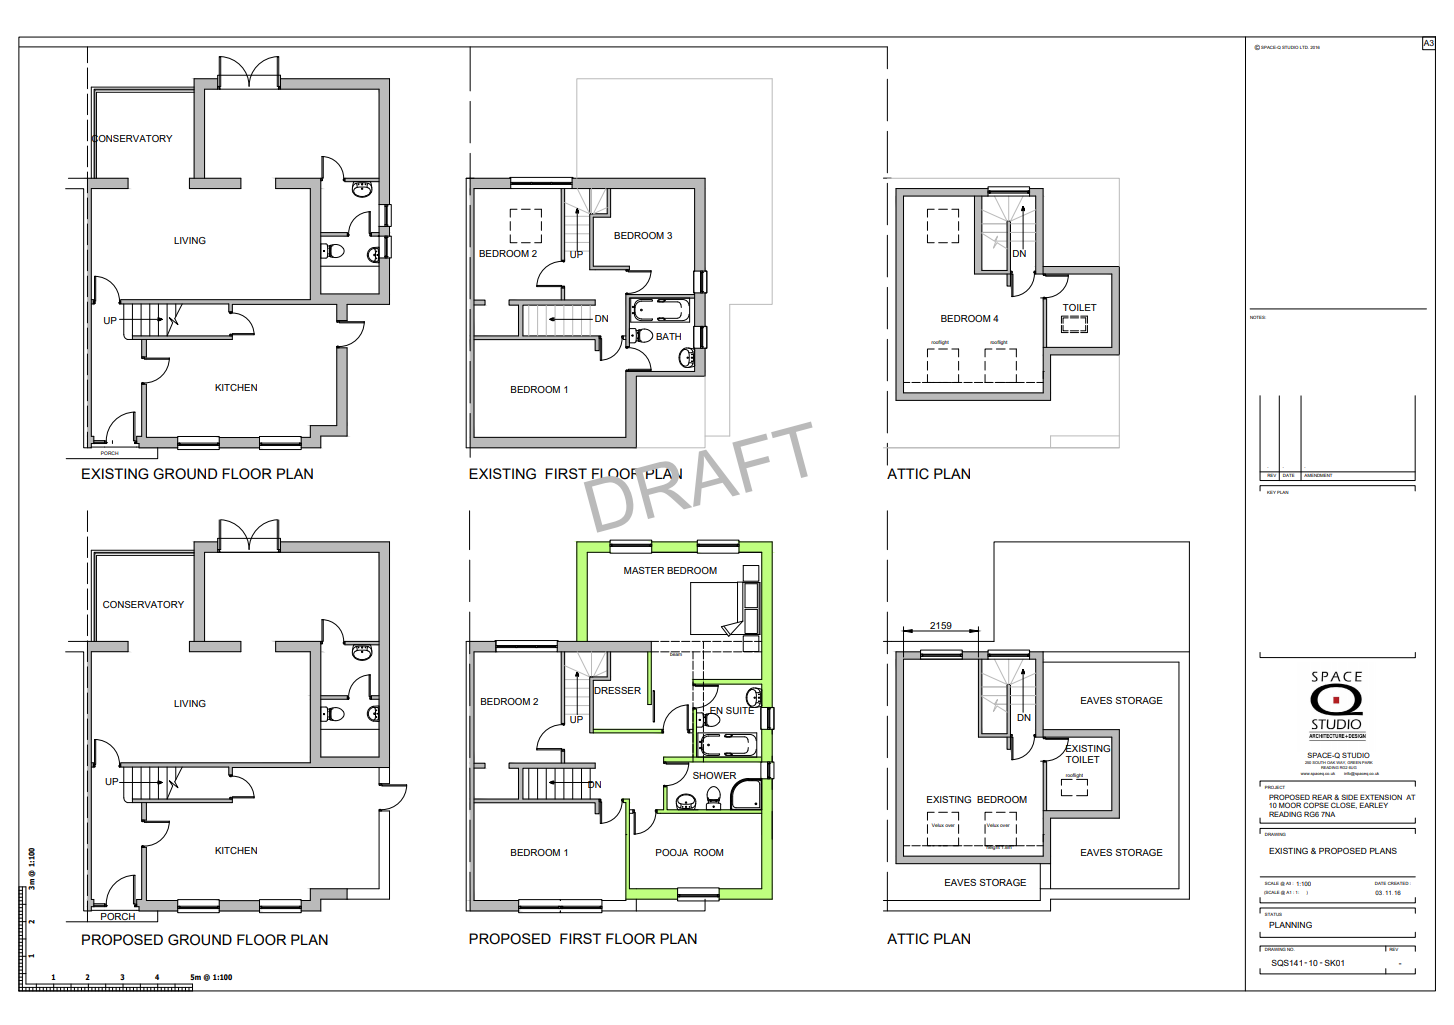 A3
© SPACE-Q STUDIO LTD. 2016
CONSERVATORY
LIVING
UP
KITCHEN
PORCH
EXISTING GROUND FLOOR PLAN
BEDROOM 2
UP
BEDROOM 3
DN
BATH
BEDROOM 1
EXISTING FIRST FLOOR PLAN
DN
TOILET
BEDROOM 4
rooflight
rooflight
ATTIC PLAN
DRAFT
CONSERVATORY
LIVING
UP
KITCHEN
PORCH
PROPOSED GROUND FLOOR PLAN
MASTER BEDROOM
beam
BEDROOM 2
DRESSER
UP
EN SUITE
DN
SHOWER
BEDROOM 1
POOJA ROOM
PROPOSED FIRST FLOOR PLAN
2159
EAVES STORAGE
DN
EXISTING
TOILET
rooflight
EXISTING BEDROOM
Velux over
Velux over
EAVES STORAGE
EAVES STORAGE
ATTIC PLAN
3m @ 1:100
2
1
1
2
3
4
5m @ 1:100
NOTES:
REV
DATE
AMENDMENT
KEY PLAN
SPACE
Q
STUDIO
ARCHITECTURE+DESIGN
SPACE-Q STUDIO
READING RG2 6UG
www.spaceq.co.uk info@spaceq.co.uk
PROJECT
PROPOSED REAR & SIDE EXTENSION AT
10 MOOR COPSE CLOSE, EARLEY
READING RG6 7NA
DRAWING
EXISTING & PROPOSED PLANS
SCALE @ A3 : 1:100
DATE CREATED :
(SCALE @ A1 : 1: )
03.11.16
STATUS
PLANNING
DRAWING NO.
REV
SQS141-10-SK01
-